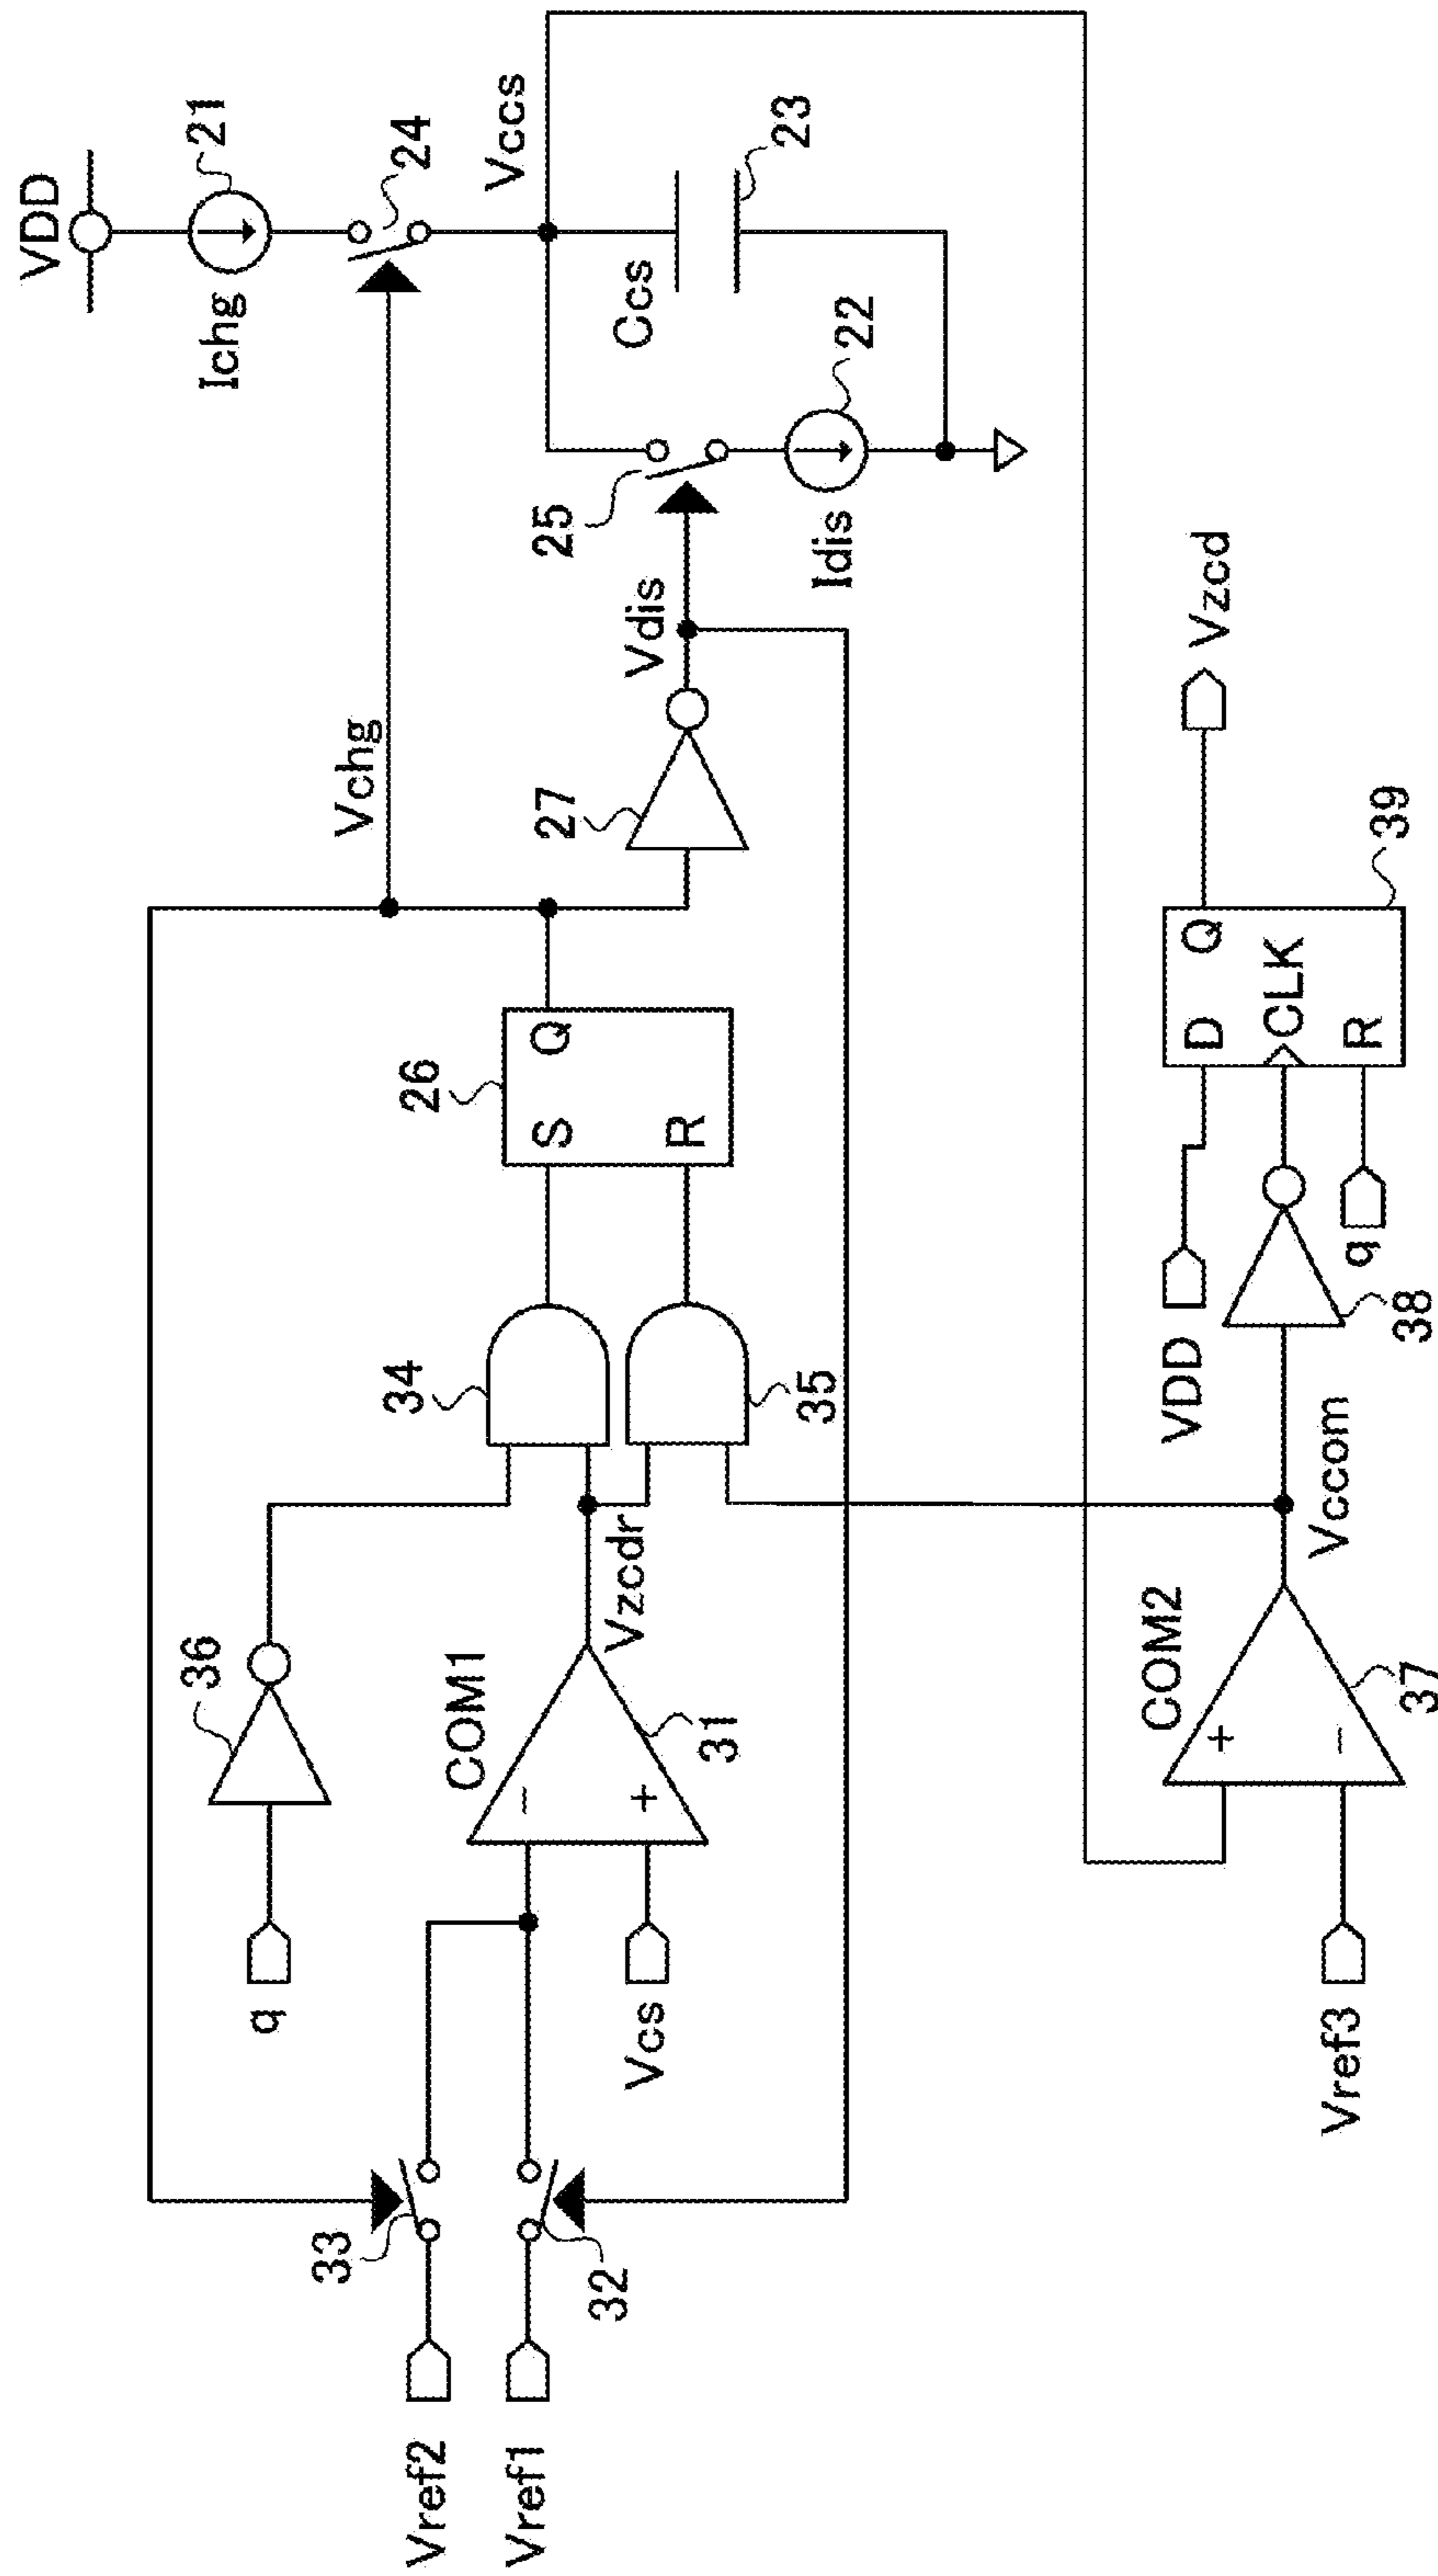 VDD
21
Ichg
24
Vchg
Vccs
Ccs
23
36
q
33
Vref2
34
26
S
Q
R
COM1
-
+
31
Vzcdr
Vref1
32
Vcs
35
27
Vdis
25
22
Idis
COM2
+
-
37
Vref3
Vccom
VDD
38
q
D
Q
CLK
R
39
Vzcd